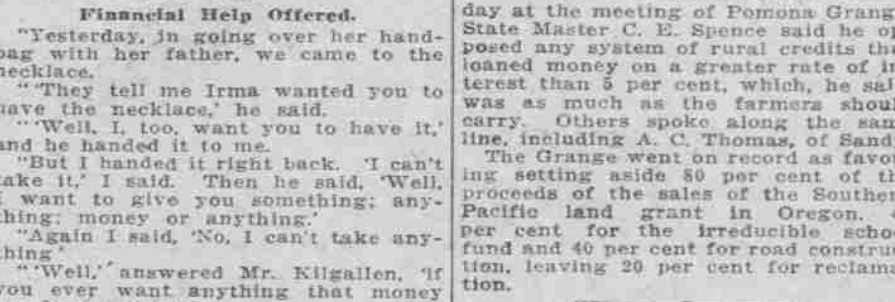 Financial Help Offered.
"Yesterday, in going over her hand-
bag with her father, we came to the
necklace.
"'They tell me Irma wanted you to
have the necklace,' he said.
"'Well, I, too, want you to have it,'
and he handed it to me.
"But I handed it right back. 'I can't
take it,' I said. Then he said, 'Well,
I want to give you something; any-
thing; money or anything.'
"Again I said, 'No, I can't take any-
thing'
"'Well,' answered Mr. Kilgallen, 'if
you ever want anything that money
day at the meeting of Pomona Grang
State Master C. E. Spence said he op
posed any system of rural credits th
loaned money on a greater rate of in
terest than 5 per cent, which, he sai
was as much as the farmers shou
carry. Others spoke along the sam
line, including A. C. Thomas, of Sandy
The Grange went on record as favor
ing setting aside 80 per cent of th
proceeds of the sales of the Souther
Pacific land grant in Oregon.
per cent for the irreducible schoo
fund and 40 per cent for road construc
tion, leaving 20 per cent for reclama
tion.